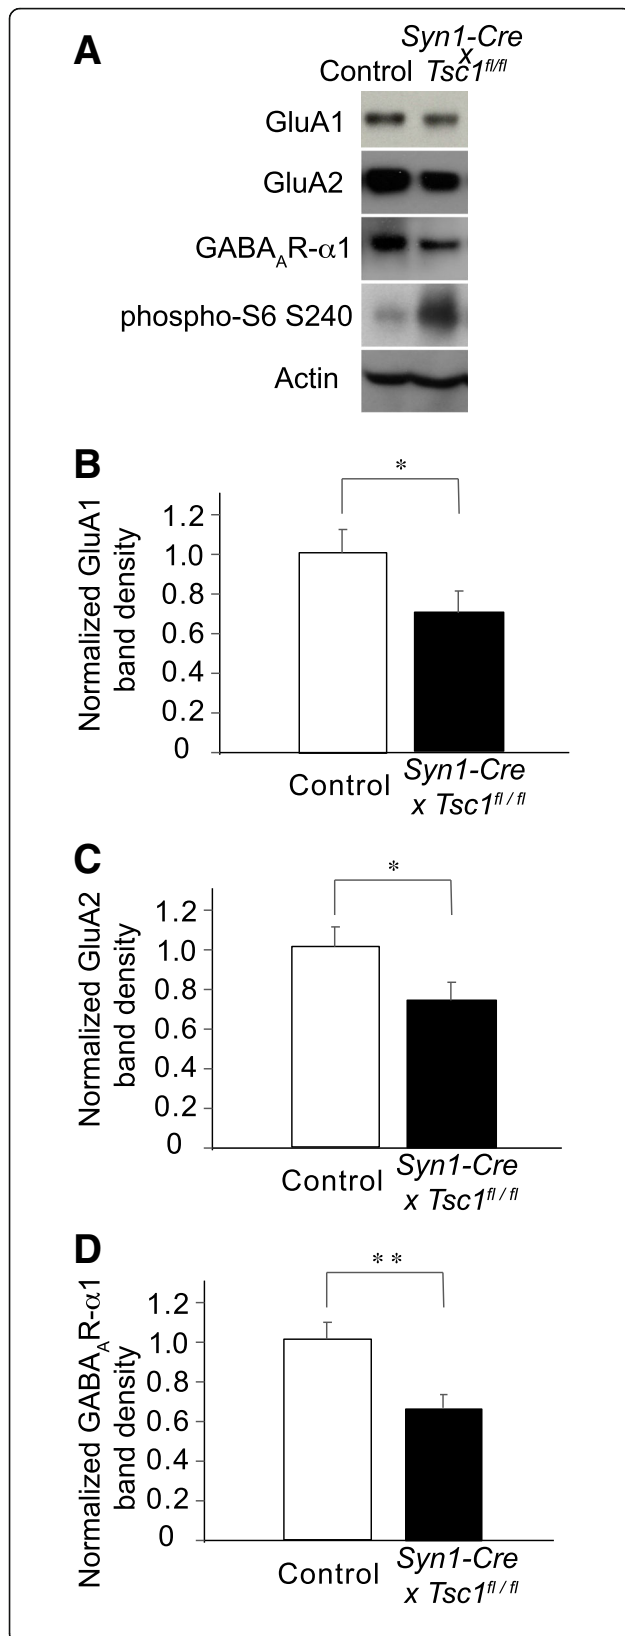 A
Syn1-Cre
x
Control Tsc1fl/fl
GluA1
GluA2
GABAAR-α1
phospho-S6 S240
Actin
B
*
Normalized GluA1
band density
1.2
1.0
0.8
0.6
0.4
0.2
0
Control
Syn1-Cre
x Tsc1fl/fl
C
*
Normalized GluA2
band density
1.2
1.0
0.8
0.6
0.4
0.2
0
Control
Syn1-Cre
x Tsc1fl/fl
D
**
Normalized GABAAR-α1
band density
1.2
1.0
0.8
0.6
0.4
0.2
0
Control
Syn1-Cre
x Tsc1fl/fl